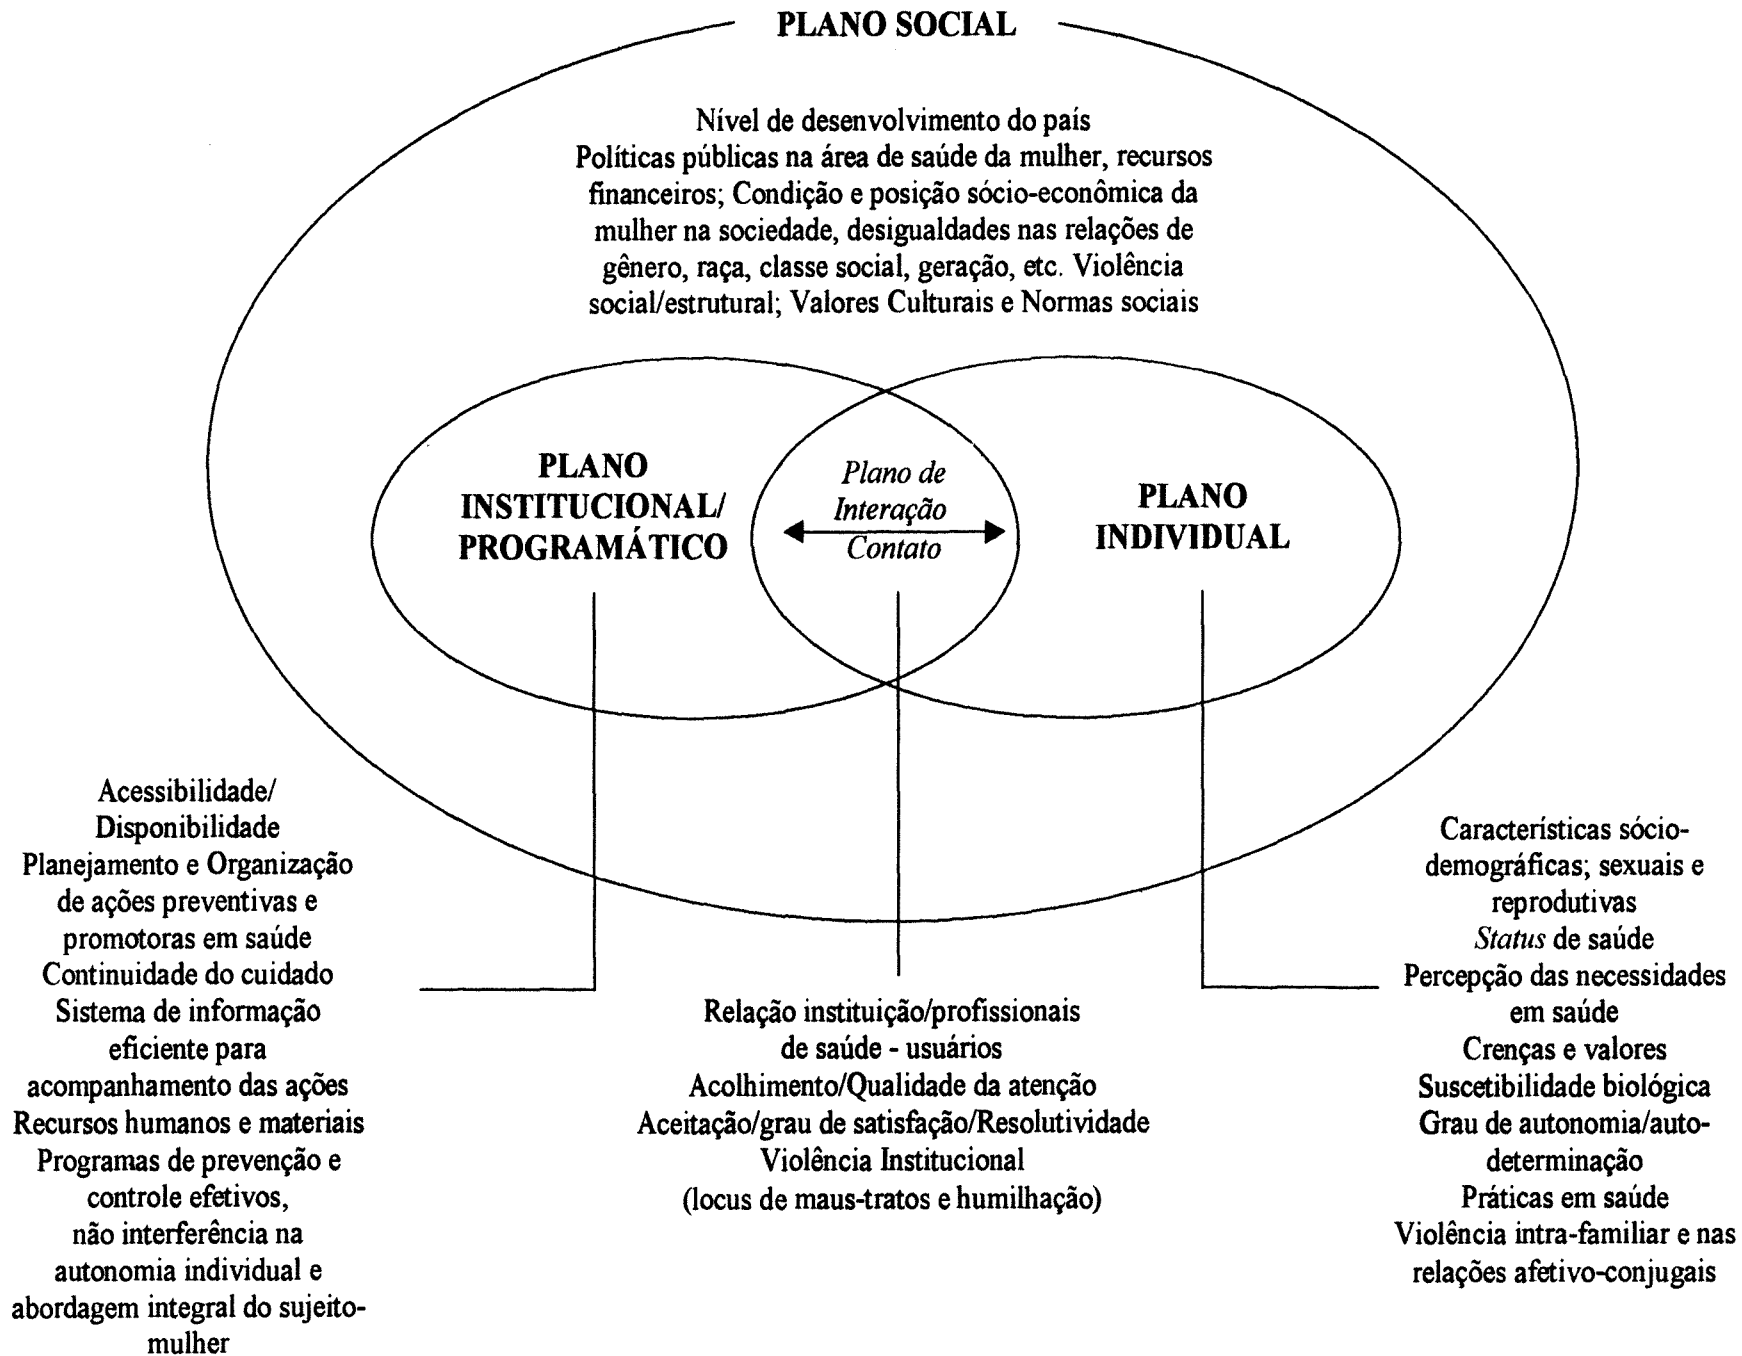 PLANO SOCIAL
Nível de desenvolvimento do país
Políticas públicas na área de saúde da mulher, recursos
financeiros; Condição e posição sócio-econômica da
mulher na sociedade, desigualdades nas relações de
gênero, raça, classe social, geração, etc. Violência
social/estrutural; Valores Culturais e Normas sociais
PLANO
INSTITUCIONAL/
PROGRAMÁTICO
Plano de
Interação
Contato
PLANO
INDIVIDUAL
Acessibilidade/
Disponibilidade
Planejamento e Organização
de ações preventivas e
promotoras em saúde
Continuidade do cuidado
Sistema de informação
eficiente para
acompanhamento das ações
Recursos humanos e materiais
Programas de prevenção e
controle efetivos,
não interferência na
autonomia individual e
abordagem integral do sujeito-
mulher
Relação instituição/profissionais
de saúde - usuários
Acolhimento/Qualidade da atenção
Aceitação/grau de satisfação/Resolutividade
Violência Institucional
(locus de maus-tratos e humilhação)
Características sócio-
demográficas; sexuais e
reprodutivas
Status de saúde
Percepção das necessidades
em saúde
Crenças e valores
Suscetibilidade biológica
Grau de autonomia/auto-
determinação
Práticas em saúde
Violência intra-familiar e nas
relações afetivo-conjugais